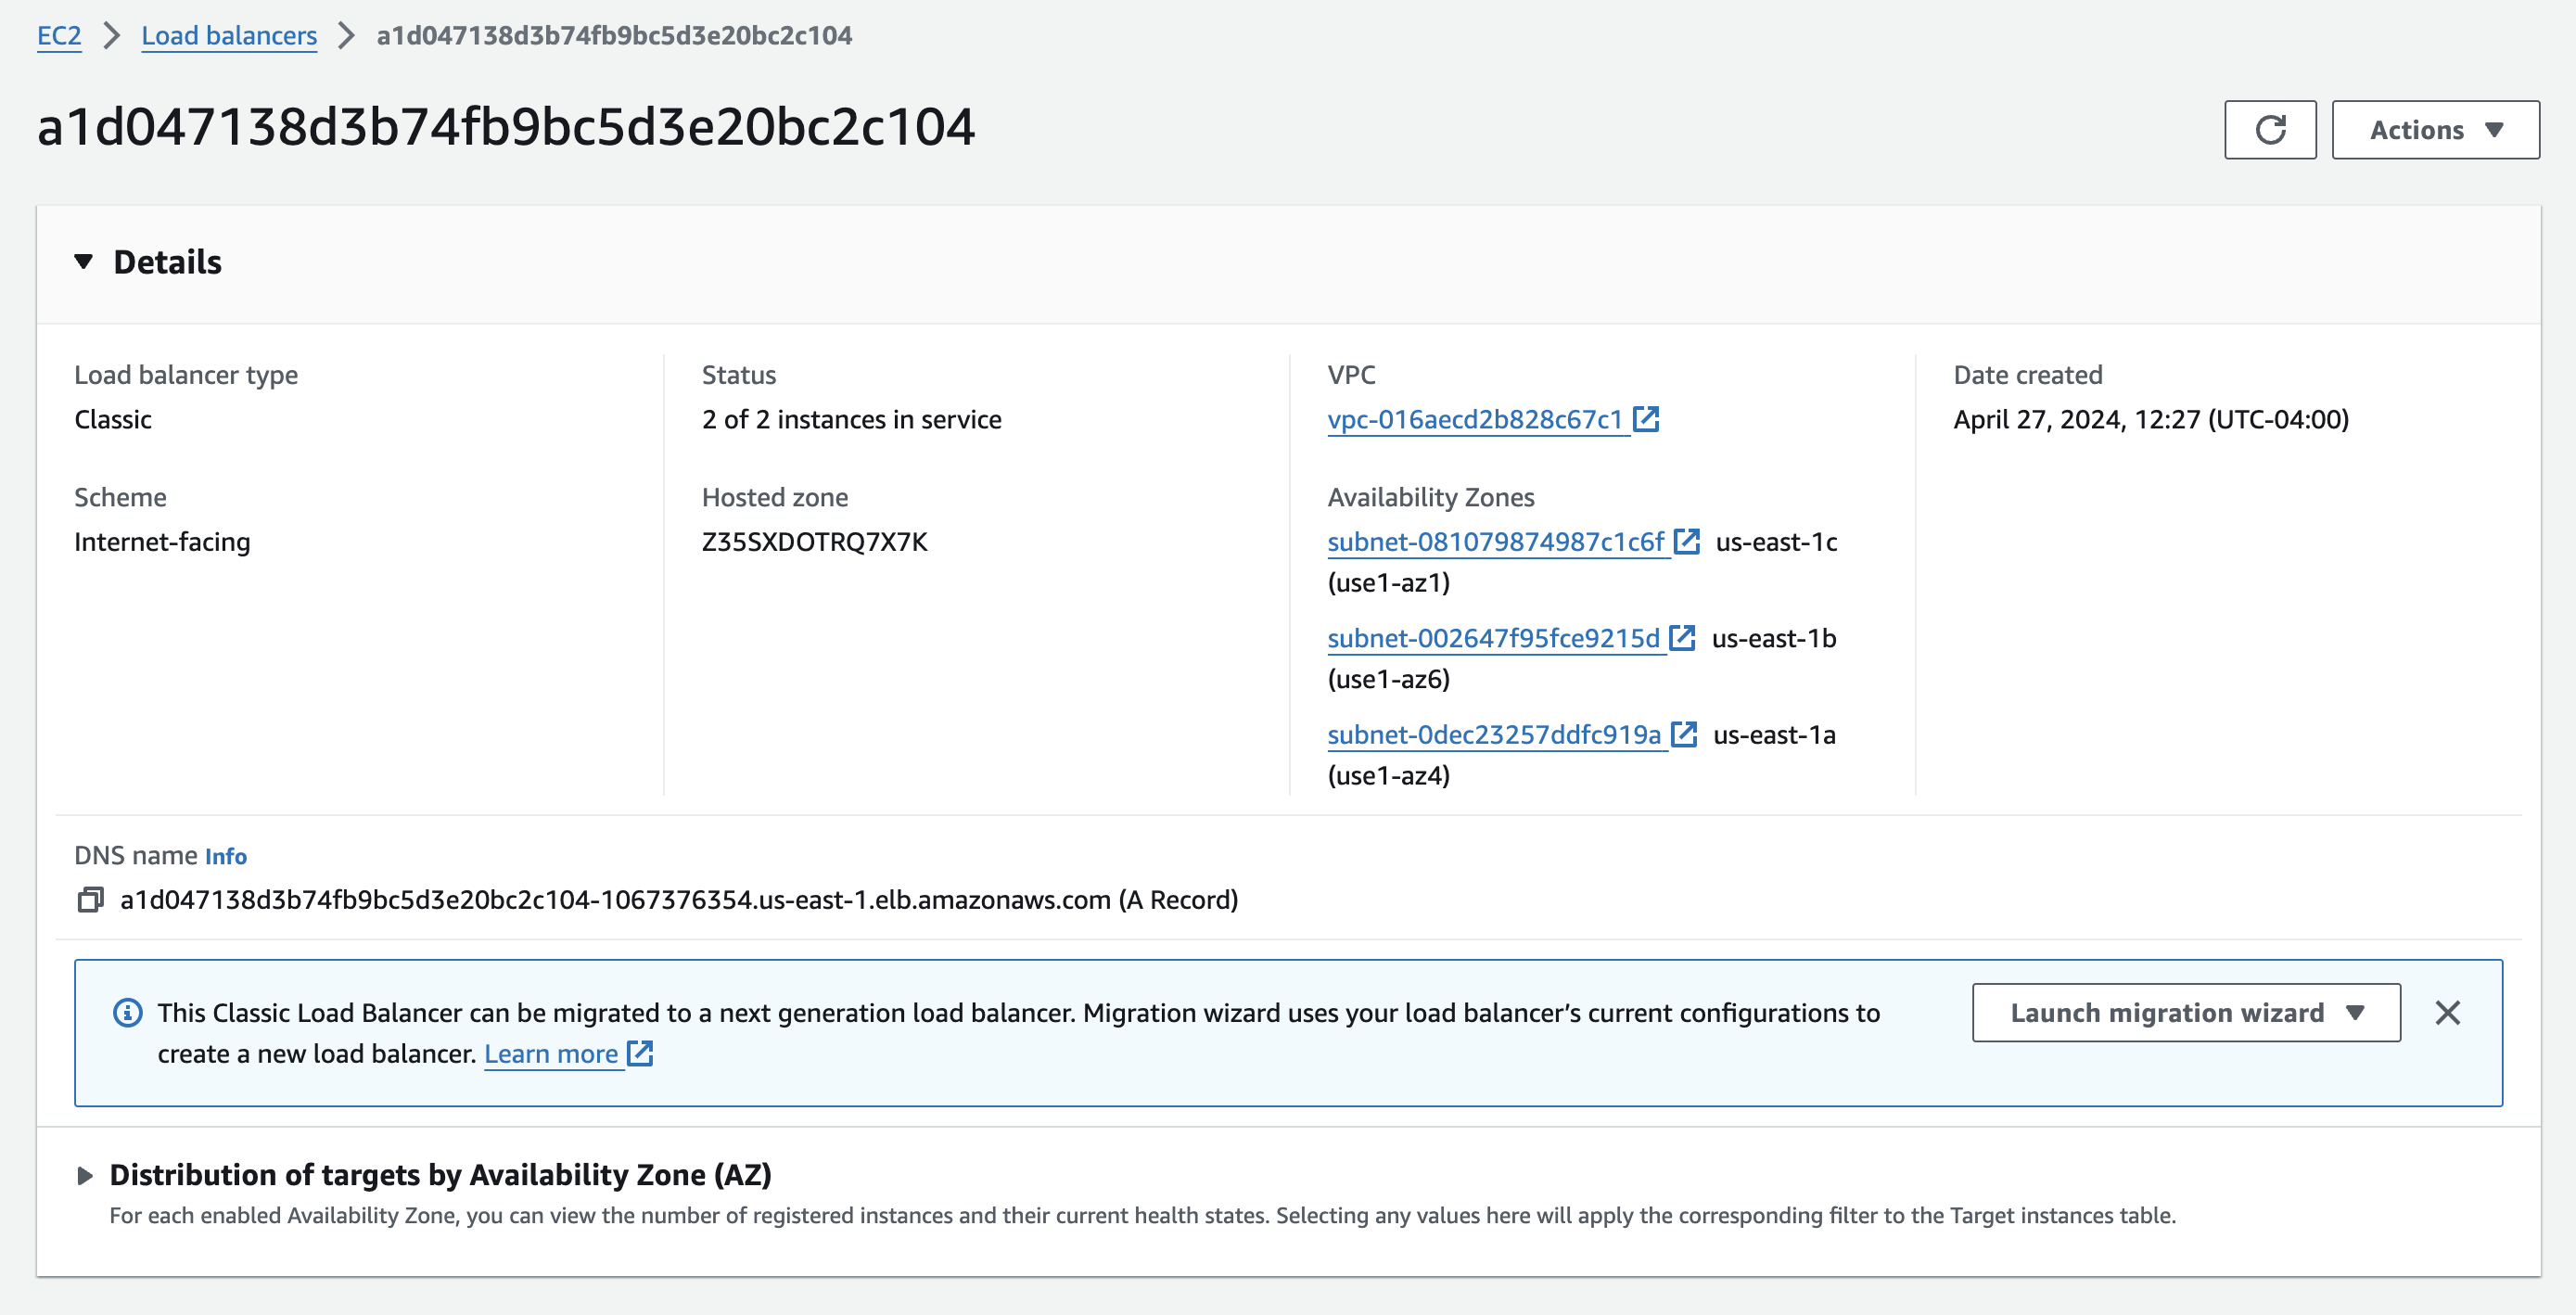 EC2 > Load balancers > a1d047138d3b74fb9bc5d3e20bc2c104
a1d047138d3b74fb9bc5d3e20bc2c104
Actions
Details
Load balancer type
Classic
Scheme
Internet-facing
Status
2 of 2 instances in service
Hosted zone
Z35SXDOTRQ7X7K
VPC
vpc-016aecd2b828c67c1
Availability Zones
subnet-081079874987c1c6f us-east-1c
(use1-az1)
subnet-002647f95fce9215d us-east-1b
(use1-az6)
subnet-0dec23257ddfc919a us-east-1a
(use1-az4)
Date created
April 27, 2024, 12:27 (UTC-04:00)
DNS name Info
a1d047138d3b74fb9bc5d3e20bc2c104-1067376354.us-east-1.elb.amazonaws.com (A Record)
This Classic Load Balancer can be migrated to a next generation load balancer. Migration wizard uses your load balancer’s current configurations to
create a new load balancer. Learn more
Launch migration wizard
Distribution of targets by Availability Zone (AZ)
For each enabled Availability Zone, you can view the number of registered instances and their current health states. Selecting any values here will apply the corresponding filter to the Target instances table.